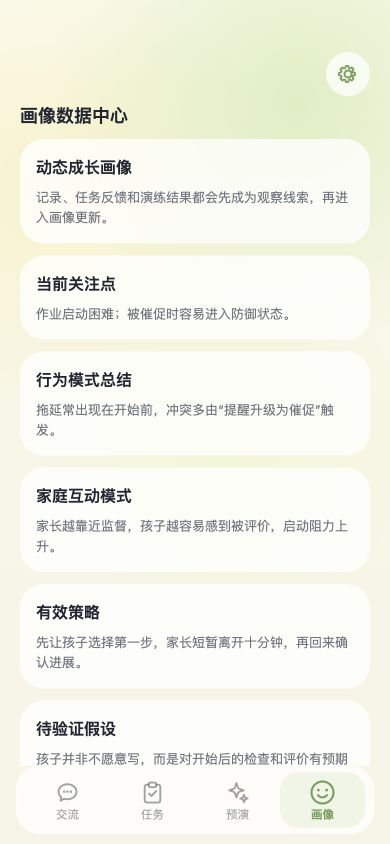 画像数据中心
动态成长画像
记录、任务反馈和演练结果都会先成为观察线索，再进
入画像更新。
当前关注点
作业启动困难；被催促时容易进入防御状态。
行为模式总结
拖延常出现在开始前，冲突多由“提醒升级为催促”触
发。
家庭互动模式
家长越靠近监督，孩子越容易感到被评价，启动阻力上
升。
有效策略
先让孩子选择第一步，家长短暂离开十分钟，再回来确
认进展。
待验证假设
孩子并非不愿意写，而是对开始后的检查和评价有预期
交流
任务
预演
画像